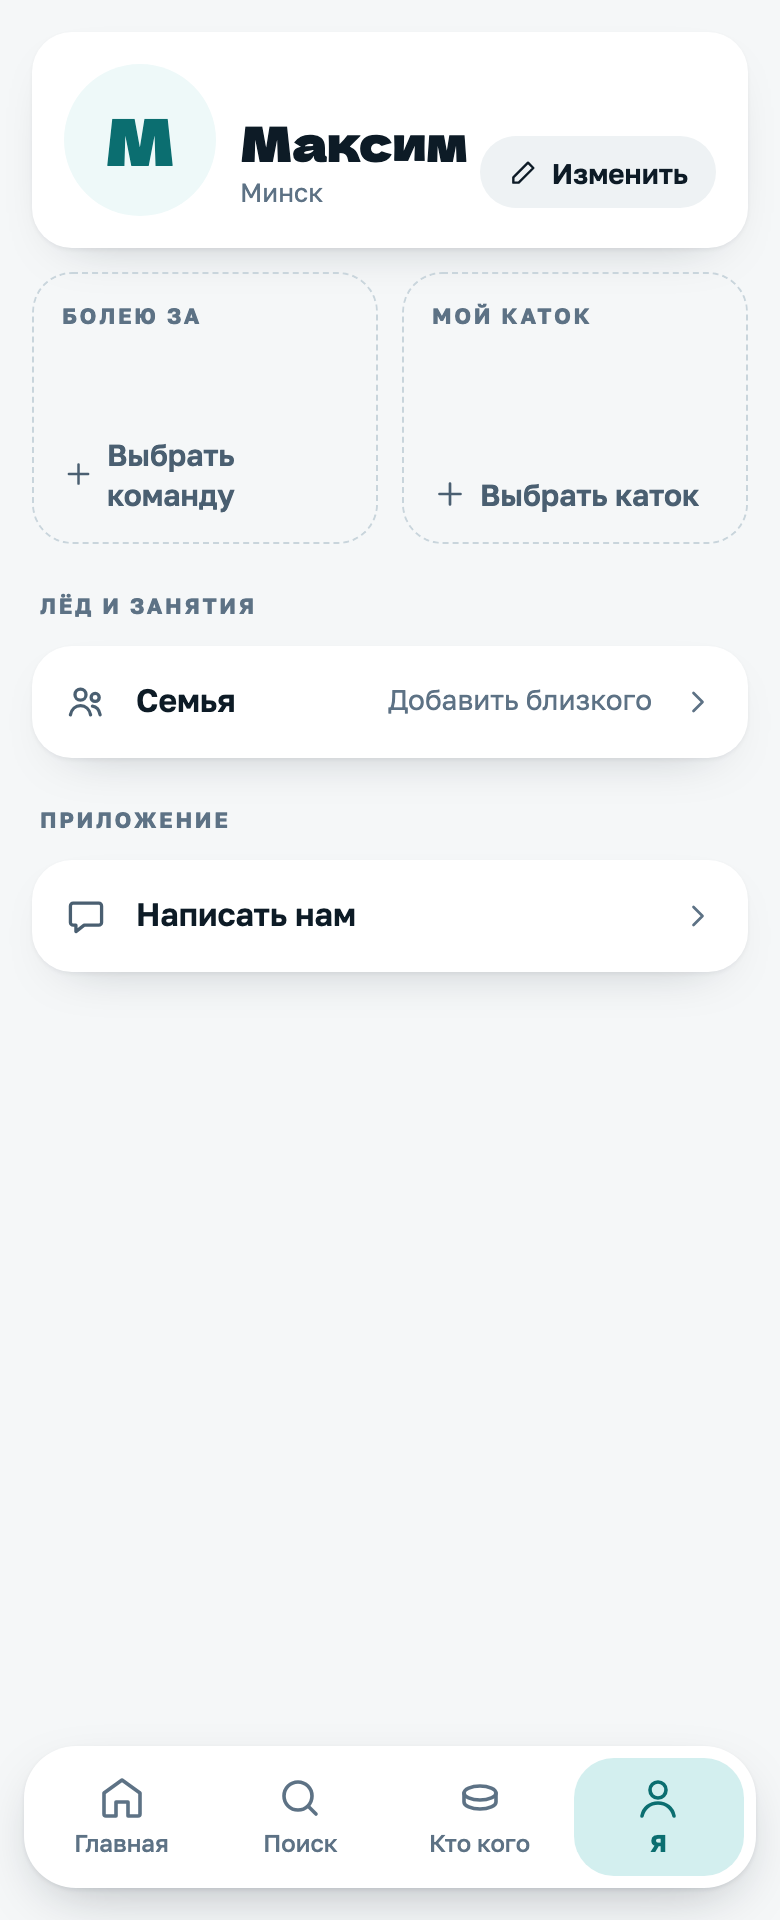 М
Максим
Минск
Изменить
БОЛЕЮ ЗА
Выбрать
команду
МОЙ КАТОК
Выбрать каток
ЛЁД И ЗАНЯТИЯ
Семья
Добавить близкого
ПРИЛОЖЕНИЕ
Написать нам
Главная
Поиск
Кто кого
Я